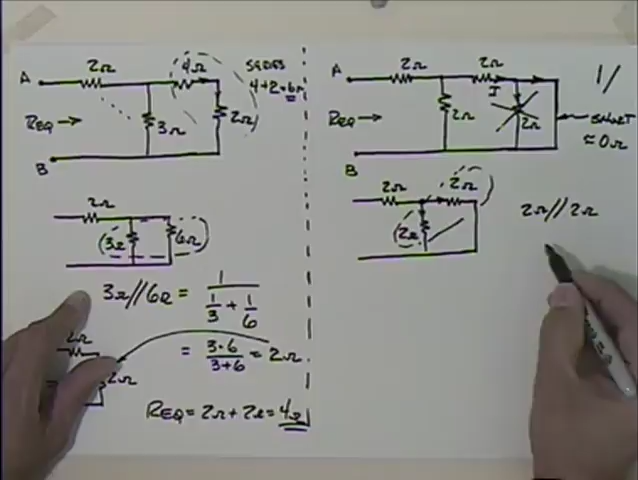 2Ω
4Ω
SERIES
4+2=6Ω
A
REQ →
3Ω
2Ω
B
2Ω
3Ω
6Ω
3Ω//6Ω = 1
1/3 + 1/6
= 3·6/3+6 = 2Ω
2Ω
2Ω
REQ = 2Ω + 2Ω = 4Ω
2Ω
2Ω
1/
A
I
REQ →
2Ω
2Ω
SHORT
≈ 0Ω
B
2Ω
2Ω
2Ω
2Ω//2Ω